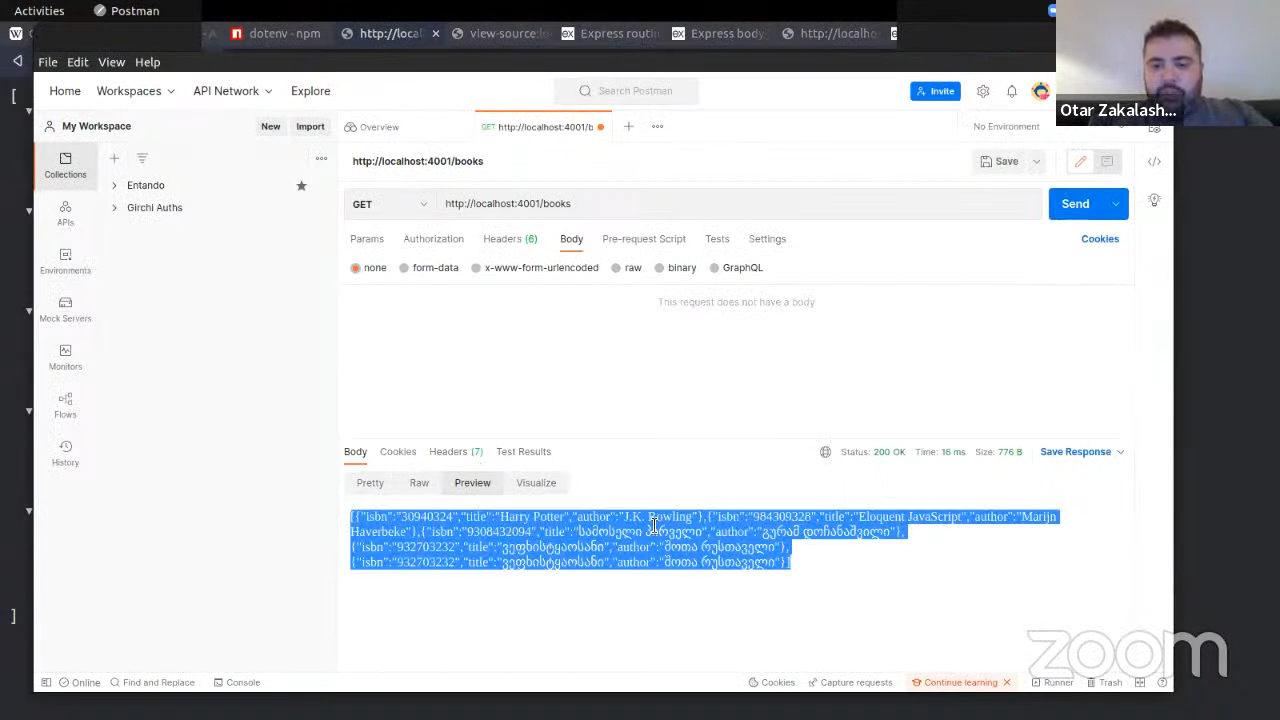 Activities
Postman
Otar Zakalash...
dotenv - npm
http://local
view-source:lo
Express routi
Express body
http://localho
File Edit View Help
Home Workspaces API Network Explore
Search Postman
Invite
My Workspace
New
Import
Overview
GET http://localhost:4001/b
No Environment
Collections
APIs
Environments
Mock Servers
Monitors
Flows
History
Entando
Girchi Auths
http://localhost:4001/books
Save
GET
http://localhost:4001/books
Send
Params Authorization Headers (6) Body Pre-request Script Tests Settings
Cookies
none form-data x-www-form-urlencoded raw binary GraphQL
This request does not have a body
Body Cookies Headers (7) Test Results
Status: 200 OK Time: 16 ms Size: 776 B Save Response
Pretty Raw Preview Visualize
[{"isbn":"30940324","title":"Harry Potter","author":"J.K. Rowling"},{"isbn":"984309328","title":"Eloquent JavaScript","author":"Marijn
Haverbeke"},{"isbn":"9308432094","title":"სამოსელი პირველი","author":"გურამ დოჩანაშვილი"},
{"isbn":"932703232","title":"ვეფხისტყაოსანი","author":"შოთა რუსთაველი"},
{"isbn":"932703232","title":"ვეფხისტყაოსანი","author":"შოთა რუსთაველი"}]
zoom
Online Find and Replace Console
Cookies Capture requests Continue learning Runner Trash